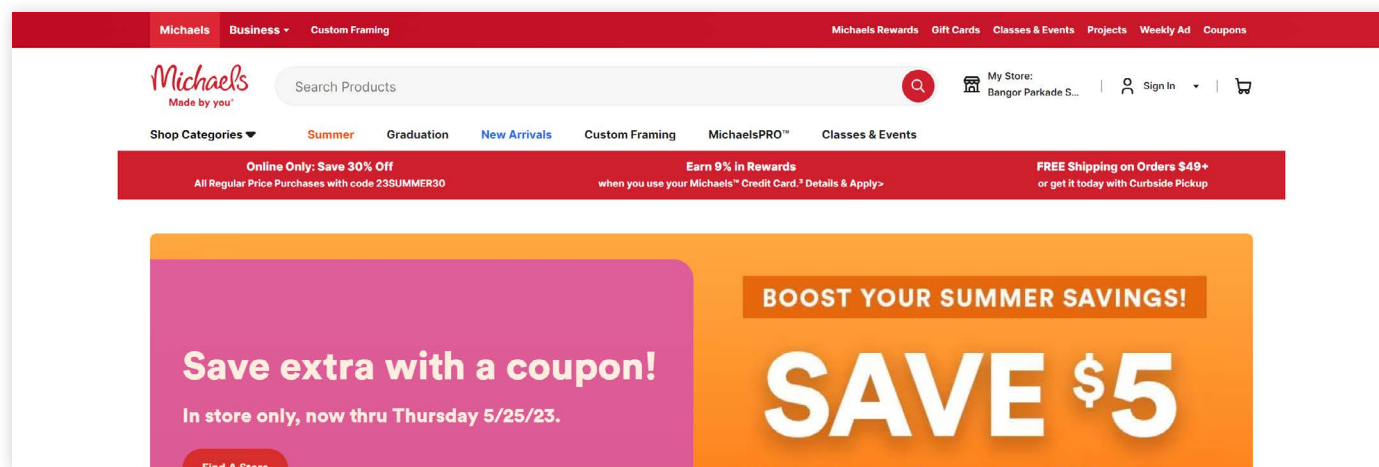 Michaels Business Custom Framing Michaels Rewards Gift Cards Classes & Events Projects Weekly Ad Coupons
Michaels
Made by you®
Search Products
My Store:
Bangor Parkade S...
Sign In
Shop Categories Summer Graduation New Arrivals Custom Framing MichaelsPRO™ Classes & Events
Online Only: Save 30% Off
All Regular Price Purchases with code 23SUMMER30
Earn 9% in Rewards
when you use your Michaels™ Credit Card.³ Details & Apply>
FREE Shipping on Orders $49+
or get it today with Curbside Pickup
Save extra with a coupon!
In store only, now thru Thursday 5/25/23.
Find A Store
BOOST YOUR SUMMER SAVINGS!
SAVE $5